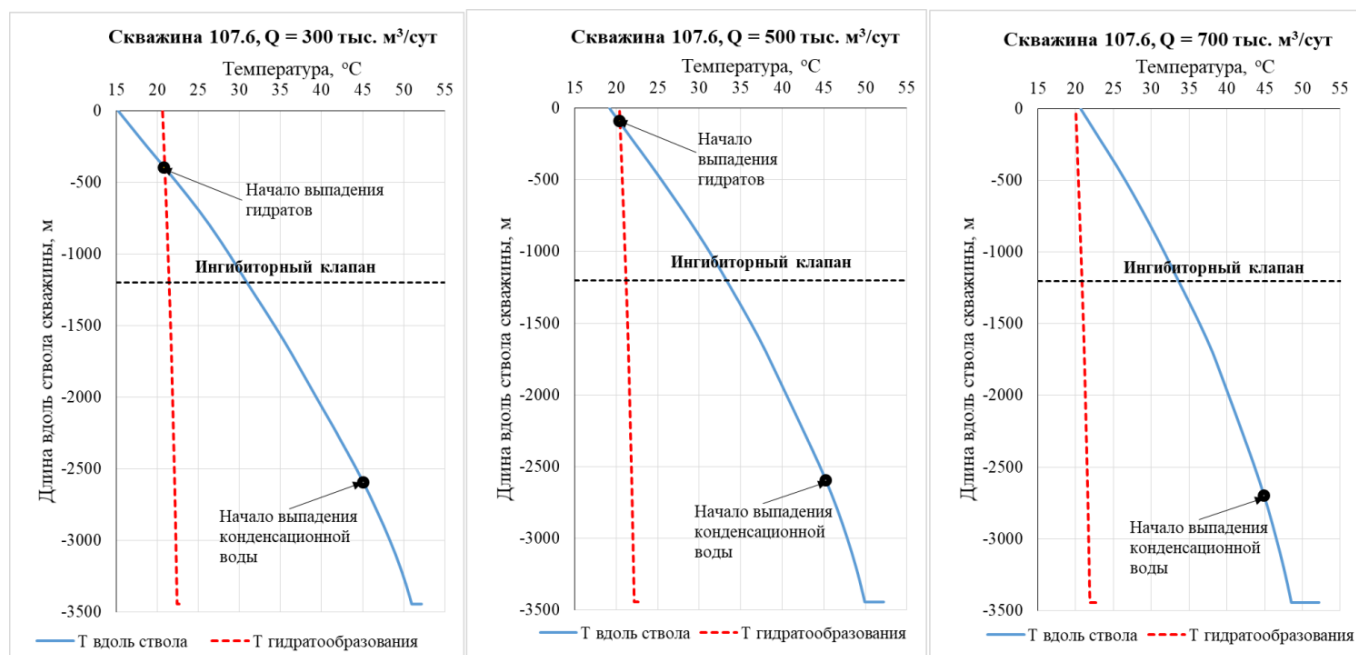 Скважина 107.6, Q = 300 тыс. м³/сут
Температура, °C
15 20 25 30 35 40 45 50 55
0
-500
-1000
-1500
-2000
-2500
-3000
-3500
Длина вдоль ствола скважины, м
Начало выпадения
гидратов
Ингибиторный клапан
Начало выпадения
конденсационной
воды
Т вдоль ствола
Т гидратообразования
Скважина 107.6, Q = 500 тыс. м³/сут
Температура, °C
15 20 25 30 35 40 45 50 55
0
-500
-1000
-1500
-2000
-2500
-3000
-3500
Длина вдоль ствола скважины, м
Начало
выпадения
гидратов
Ингибиторный клапан
Начало выпадения
конденсационной
воды
Т вдоль ствола
Т гидратообразования
Скважина 107.6, Q = 700 тыс. м³/сут
Температура, °C
15 20 25 30 35 40 45 50 55
0
-500
-1000
-1500
-2000
-2500
-3000
-3500
Длина вдоль ствола скважины, м
Ингибиторный клапан
Начало выпадения
конденсационной
воды
Т вдоль ствола
Т гидратообразования